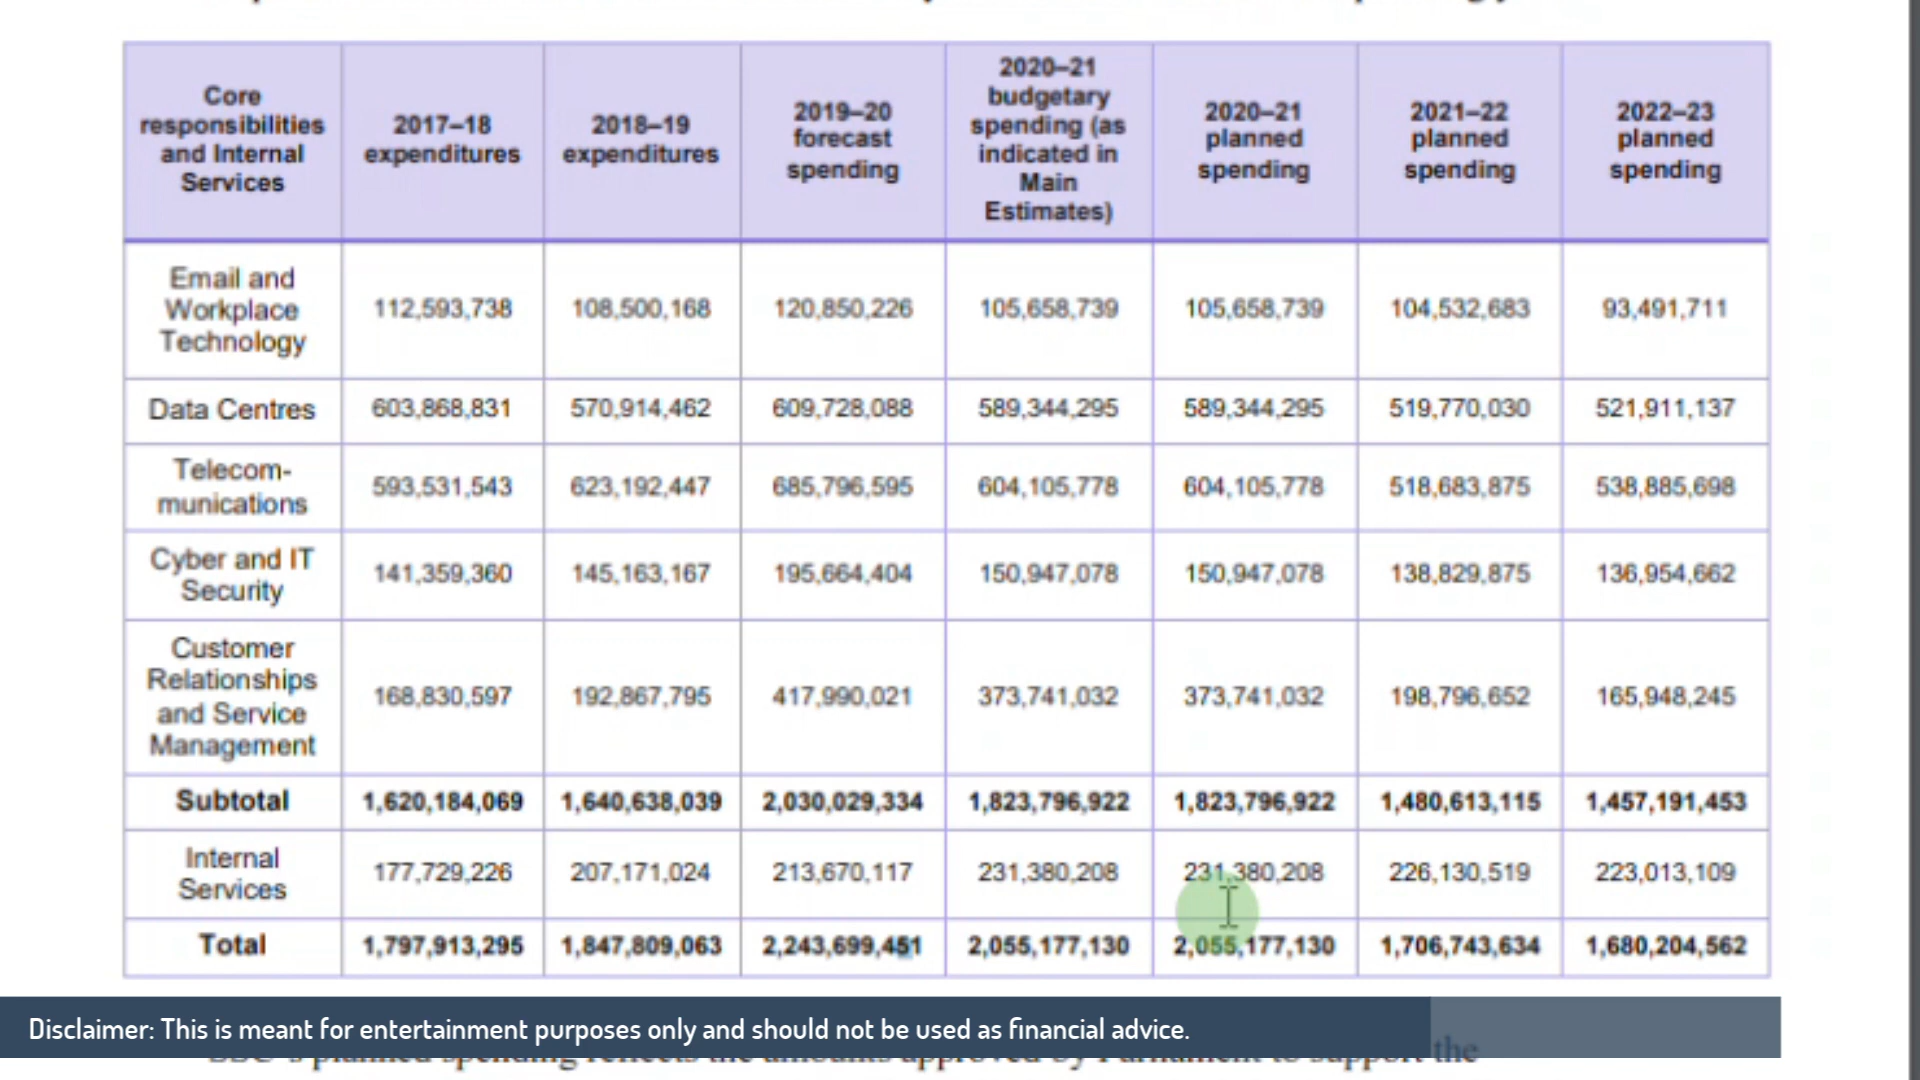 Core responsibilities and Internal Services
2017–18 expenditures
2018–19 expenditures
2019–20 forecast spending
2020–21 budgetary spending (as indicated in Main Estimates)
2020–21 planned spending
2021–22 planned spending
2022–23 planned spending
Email and Workplace Technology 112,593,738 108,500,168 120,850,226 105,658,739 105,658,739 104,532,683 93,491,711
Data Centres 603,868,831 570,914,462 609,728,088 589,344,295 589,344,295 519,770,030 521,911,137
Telecom-munications 593,531,543 623,192,447 685,796,595 604,105,778 604,105,778 518,683,875 538,885,698
Cyber and IT Security 141,359,360 145,163,167 195,664,404 150,947,078 150,947,078 138,829,875 136,954,662
Customer Relationships and Service Management 168,830,597 192,867,795 417,990,021 373,741,032 373,741,032 198,796,652 165,948,245
Subtotal 1,620,184,069 1,640,638,039 2,030,029,334 1,823,796,922 1,823,796,922 1,480,613,115 1,457,191,453
Internal Services 177,729,226 207,171,024 213,670,117 231,380,208 231,380,208 226,130,519 223,013,109
Total 1,797,913,295 1,847,809,063 2,243,699,451 2,055,177,130 2,055,177,130 1,706,743,634 1,680,204,562
Disclaimer: This is meant for entertainment purposes only and should not be used as financial advice.
planned spending reflects the amounts approved by Parliament to support the